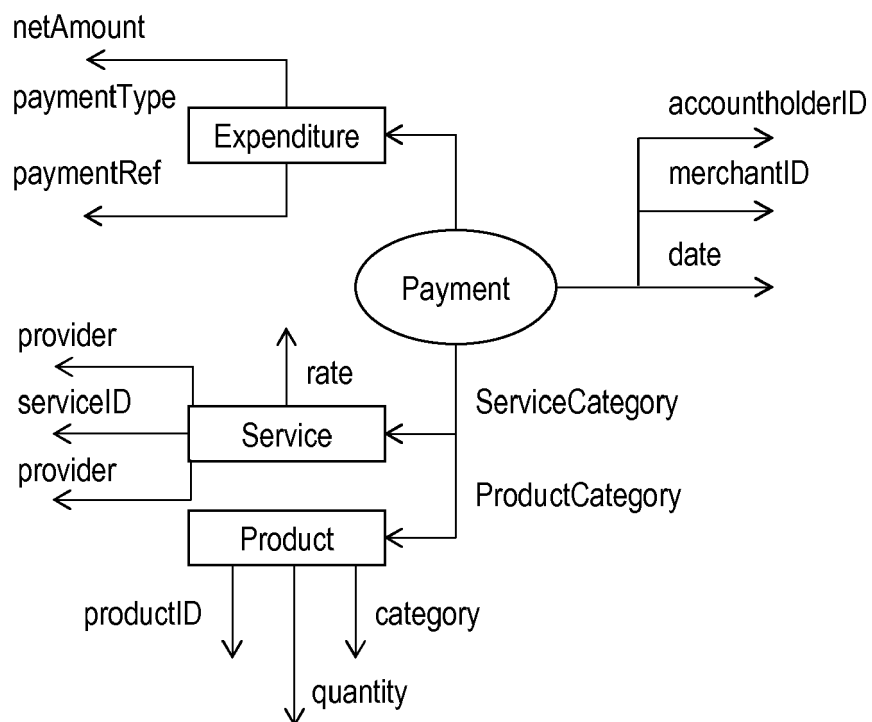 netAmount
paymentType
accountholderID
Expenditure
paymentRef
merchantID
date
Payment
provider
rate
serviceID
ServiceCategory
Service
provider
ProductCategory
Product
productID
category
quantity